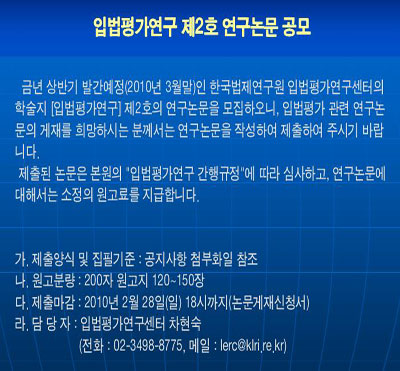 입법평가연구 제2호 연구논문 공모
금년 상반기 발간예정(2010년 3월말)인 한국법제연구원 입법평가연구센터의
학술지 [입법평가연구] 제2호의 연구논문을 모집하오니, 입법평가 관련 연구논
문의 게재를 희망하시는 분께서는 연구논문을 작성하여 제출하여 주시기 바랍
니다.
제출된 논문은 본원의 "입법평가연구 간행규정"에 따라 심사하고, 연구논문에
대해서는 소정의 원고료를 지급합니다.
가. 제출양식 및 집필기준 : 공지사항 첨부화일 참조
나. 원고분량 : 200자 원고지 120~150장
다. 제출마감 : 2010년 2월 28일(일) 18시까지(논문게재신청서)
라. 담 당 자 : 입법평가연구센터 차현숙
(전화 : 02-3498-8775, 메일 : lerc@klri.re.kr)